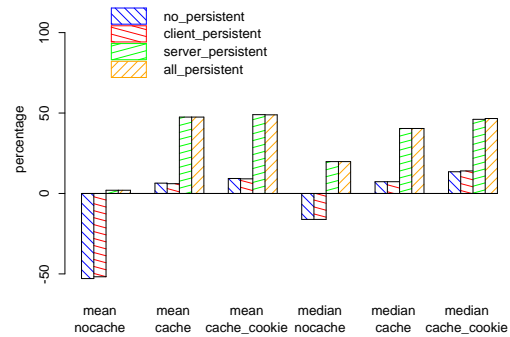 no_persistent
client_persistent
server_persistent
all_persistent
percentage
100
50
0
-50
mean nocache
mean cache
mean cache_cookie
median nocache
median cache
median cache_cookie